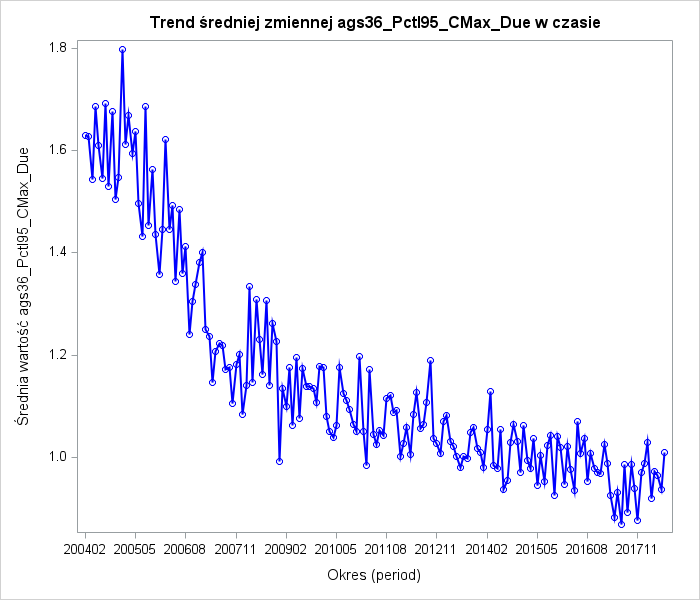 Trend średniej zmiennej ags36_Pctl95_CMax_Due w czasie
Średnia wartość ags36_Pctl95_CMax_Due
1.8
1.6
1.4
1.2
1.0
200402 200505 200608 200711 200902 201005 201108 201211 201402 201505 201608 201711
Okres (period)